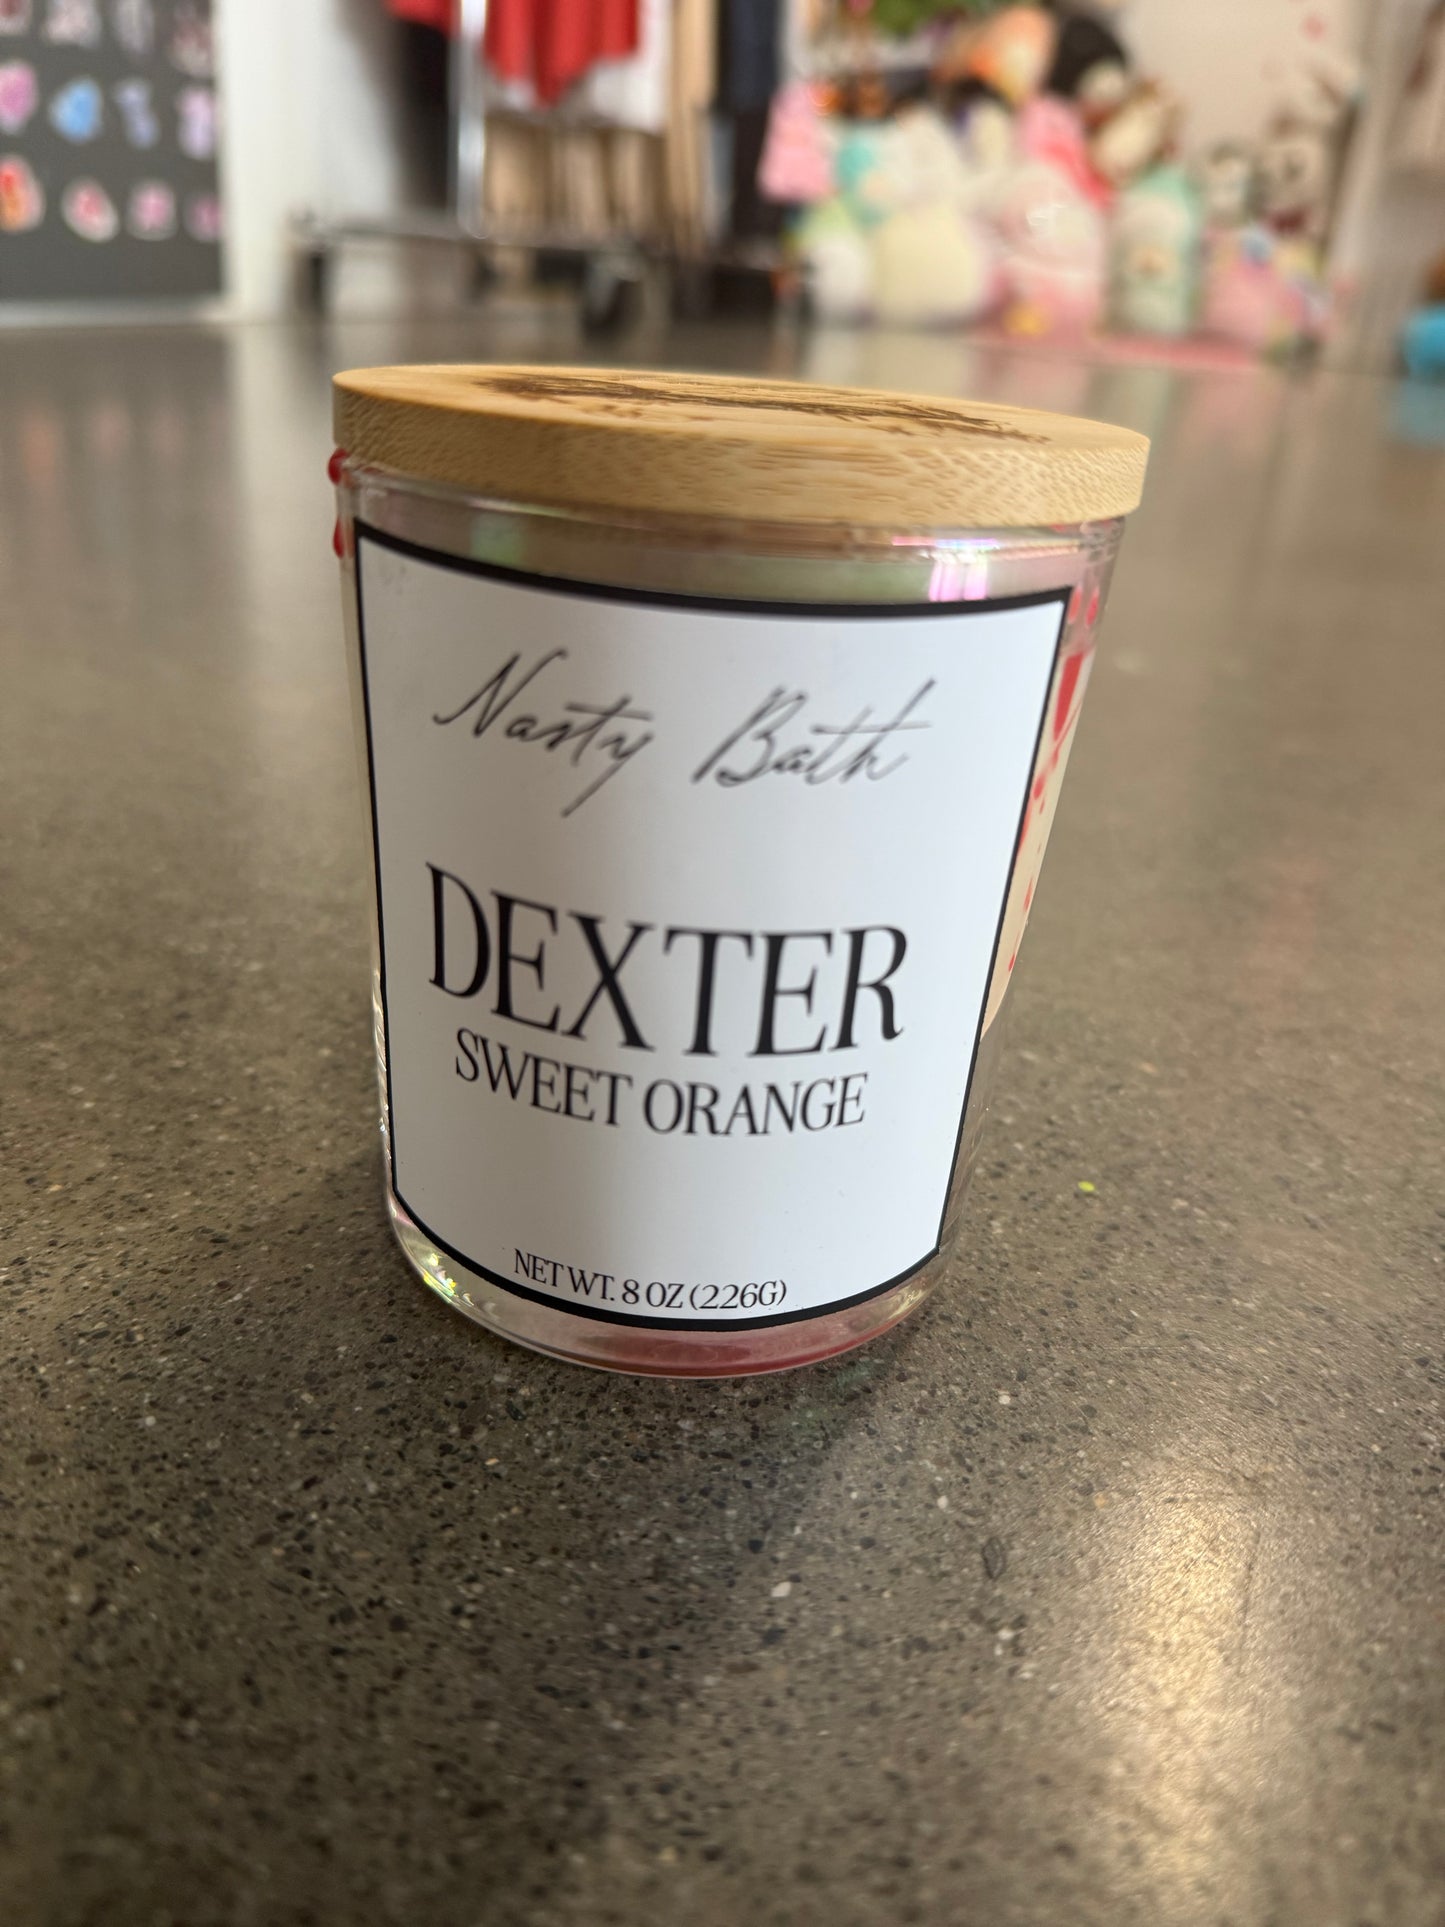 Nasty Bath
DEXTER
SWEET ORANGE
NET WT. 8 OZ (226G)